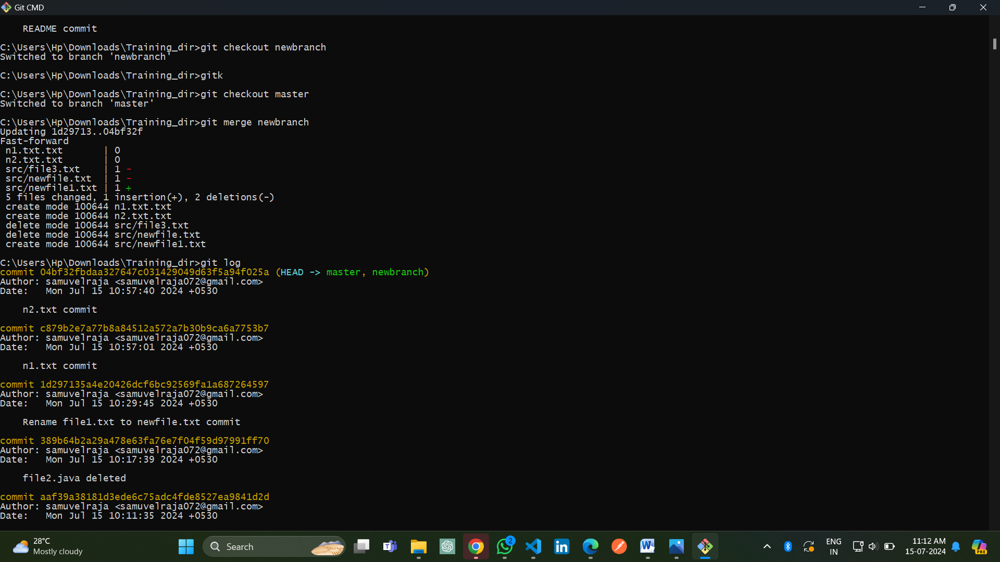 Git CMD
README commit
C:\Users\Hp\Downloads\Training_dir>git checkout newbranch
Switched to branch 'newbranch'
C:\Users\Hp\Downloads\Training_dir>gitk
C:\Users\Hp\Downloads\Training_dir>git checkout master
Switched to branch 'master'
C:\Users\Hp\Downloads\Training_dir>git merge newbranch
Updating 1d29713..04bf32f
Fast-forward
n1.txt.txt | 0
n2.txt.txt | 0
src/file3.txt | 1 -
src/newfile.txt | 1 -
src/newfile1.txt | 1 +
5 files changed, 1 insertion(+), 2 deletions(-)
create mode 100644 n1.txt.txt
create mode 100644 n2.txt.txt
delete mode 100644 src/file3.txt
delete mode 100644 src/newfile.txt
create mode 100644 src/newfile1.txt
C:\Users\Hp\Downloads\Training_dir>git log
commit 04bf32fbdaa327647c031429049d63f5a94f025a (HEAD -> master, newbranch)
Author: samuvelraja <samuvelraja072@gmail.com>
Date:   Mon Jul 15 10:57:40 2024 +0530
n2.txt commit
commit c879b2e7a77b8a84512a572a7b30b9ca6a7753b7
Author: samuvelraja <samuvelraja072@gmail.com>
Date:   Mon Jul 15 10:57:01 2024 +0530
n1.txt commit
commit 1d297135a4e20426dcf6bc92569fa1a687264597
Author: samuvelraja <samuvelraja072@gmail.com>
Date:   Mon Jul 15 10:29:45 2024 +0530
Rename file1.txt to newfile.txt commit
commit 389b64b2a29a478e63fa76e7f04f59d97991ff70
Author: samuvelraja <samuvelraja072@gmail.com>
Date:   Mon Jul 15 10:17:39 2024 +0530
file2.java deleted
commit aaf39a38181d3ede6c75adc4fde8527ea9841d2d
Author: samuvelraja <samuvelraja072@gmail.com>
Date:   Mon Jul 15 10:11:35 2024 +0530
28°C
Mostly cloudy
Search
2
ENG
IN
11:12 AM
15-07-2024
PRE